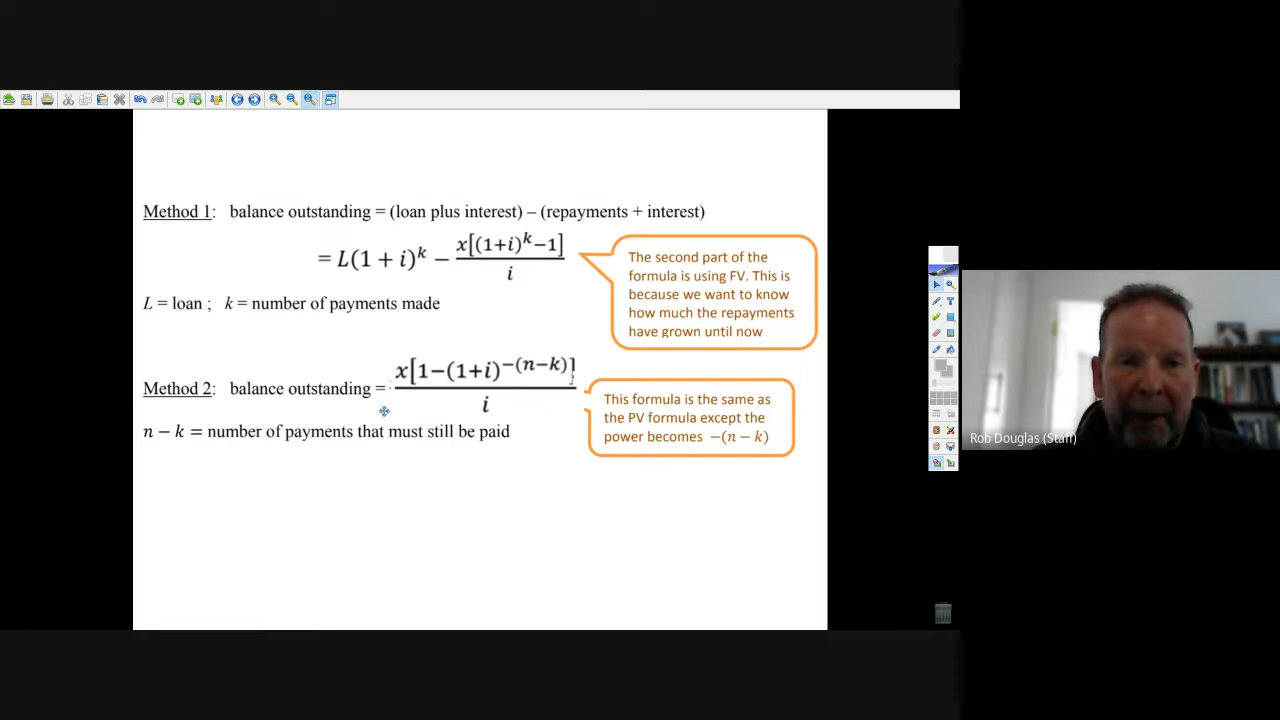 Method 1: balance outstanding = (loan plus interest) – (repayments + interest)
= L(1 + i)^k − x[(1+i)^k−1]/i
The second part of the
formula is using FV. This is
because we want to know
how much the repayments
have grown until now
L = loan ; k = number of payments made
Method 2: balance outstanding = x[1−(1+i)^−(n−k)]/i
This formula is the same as
the PV formula except the
power becomes −(n − k)
n − k = number of payments that must still be paid
Rob Douglas (Staff)